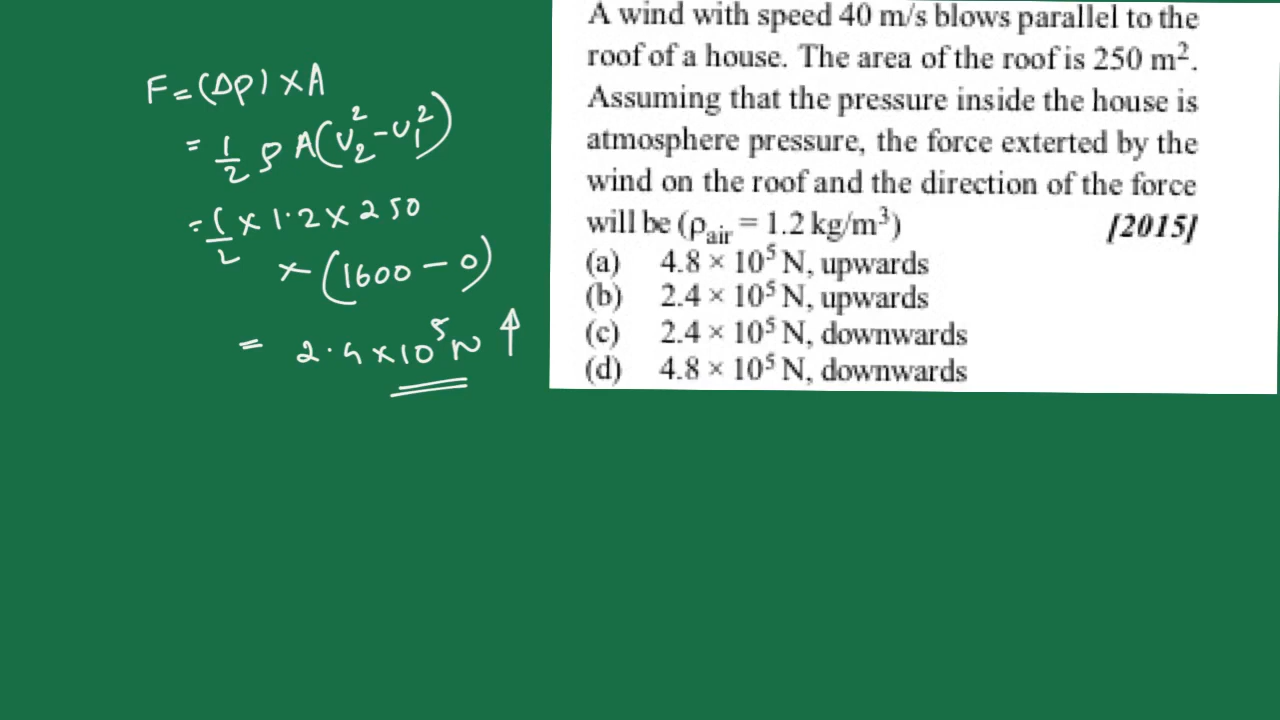 F = (Δp) × A
= 1/2 ρ A(v₂² - v₁²)
= 1/2 × 1.2 × 250
× (1600 - 0)
= 2.4 × 10⁵ N ↑
A wind with speed 40 m/s blows parallel to the
roof of a house. The area of the roof is 250 m².
Assuming that the pressure inside the house is
atmosphere pressure, the force exterted by the
wind on the roof and the direction of the force
will be (ρair = 1.2 kg/m³) [2015]
(a) 4.8 × 10⁵ N, upwards
(b) 2.4 × 10⁵ N, upwards
(c) 2.4 × 10⁵ N, downwards
(d) 4.8 × 10⁵ N, downwards